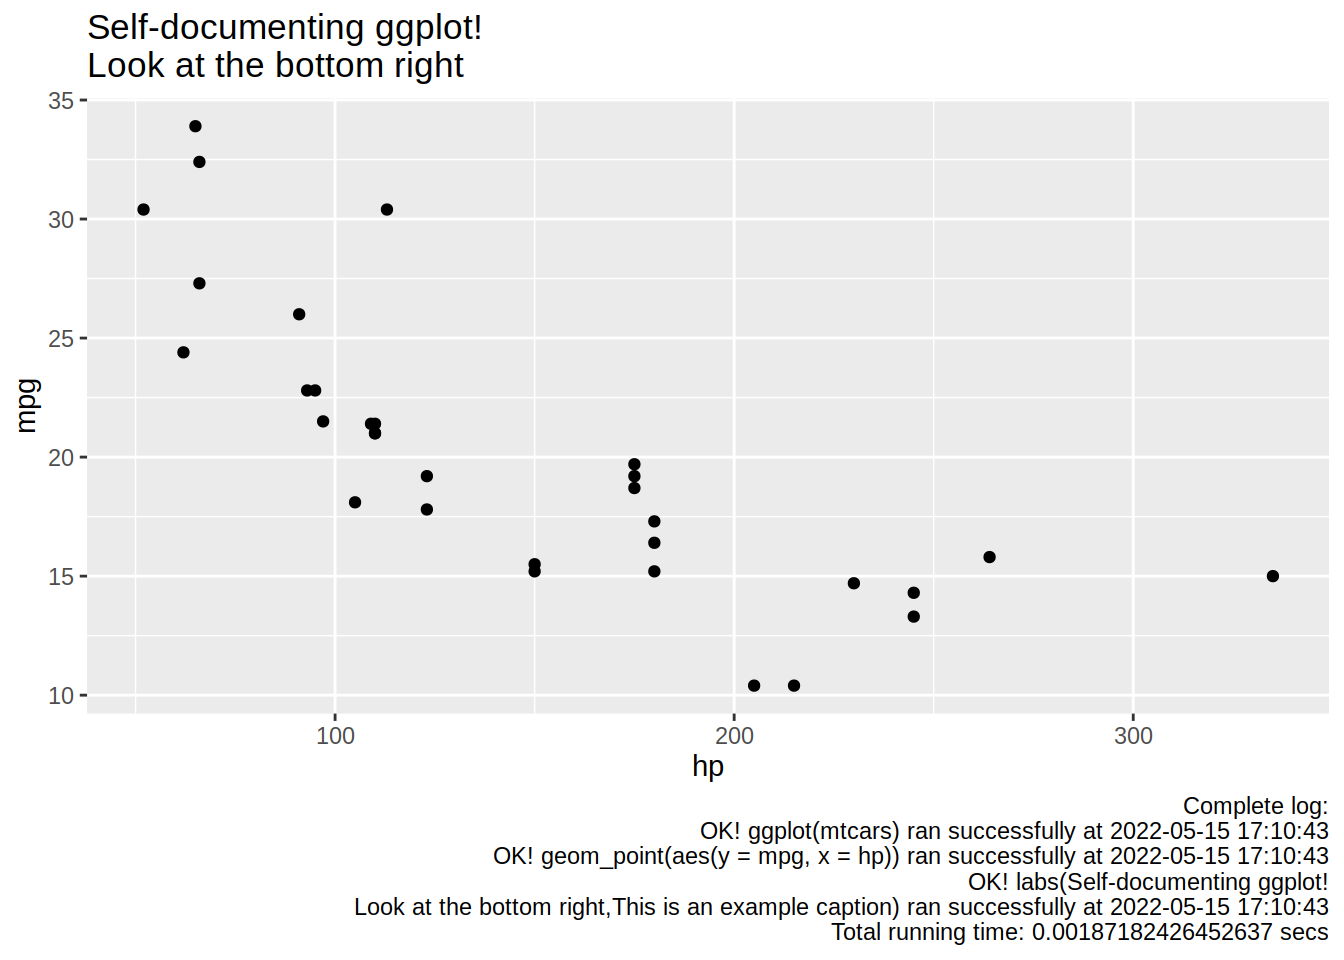 Self-documenting ggplot!
Look at the bottom right
35
30
25
20
15
10
mpg
100 200 300
hp
Complete log:
OK! ggplot(mtcars) ran successfully at 2022-05-15 17:10:43
OK! geom_point(aes(y = mpg, x = hp)) ran successfully at 2022-05-15 17:10:43
OK! labs(Self-documenting ggplot!
Look at the bottom right,This is an example caption) ran successfully at 2022-05-15 17:10:43
Total running time: 0.00187182426452637 secs